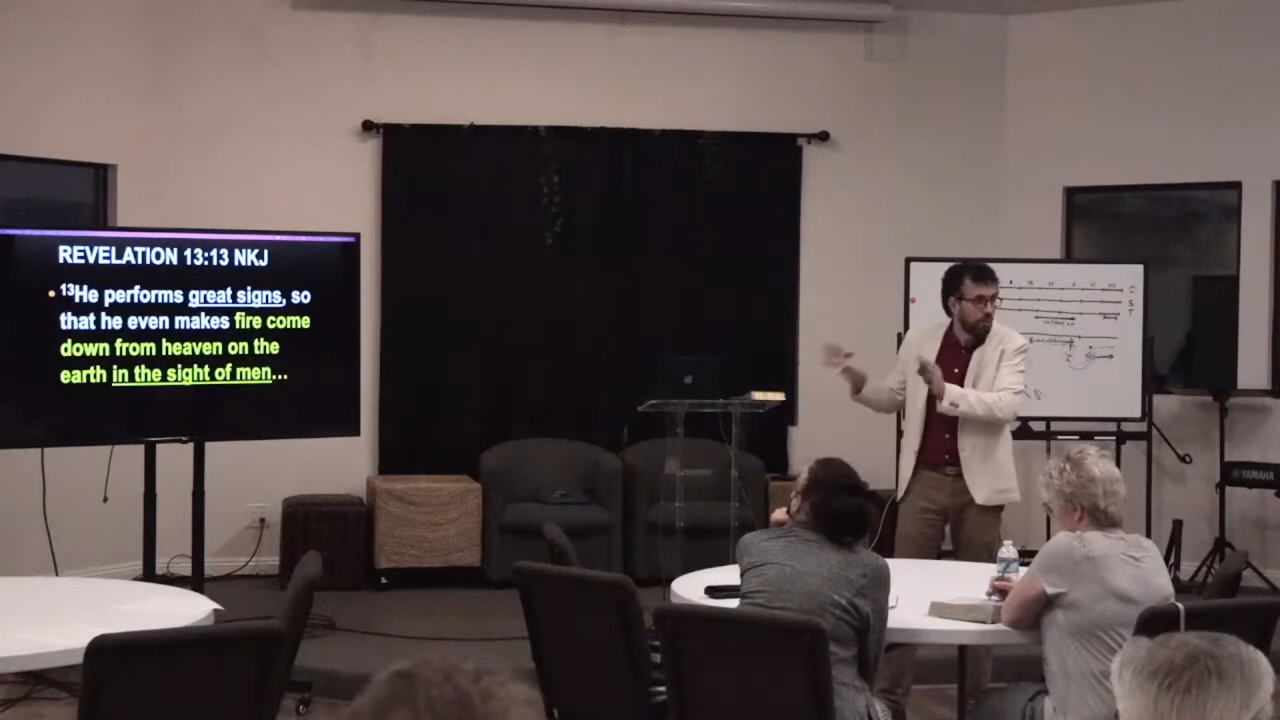 REVELATION 13:13 NKJ
• 13He performs great signs, so
that he even makes fire come
down from heaven on the
earth in the sight of men...
C
S
T
YAMAHA